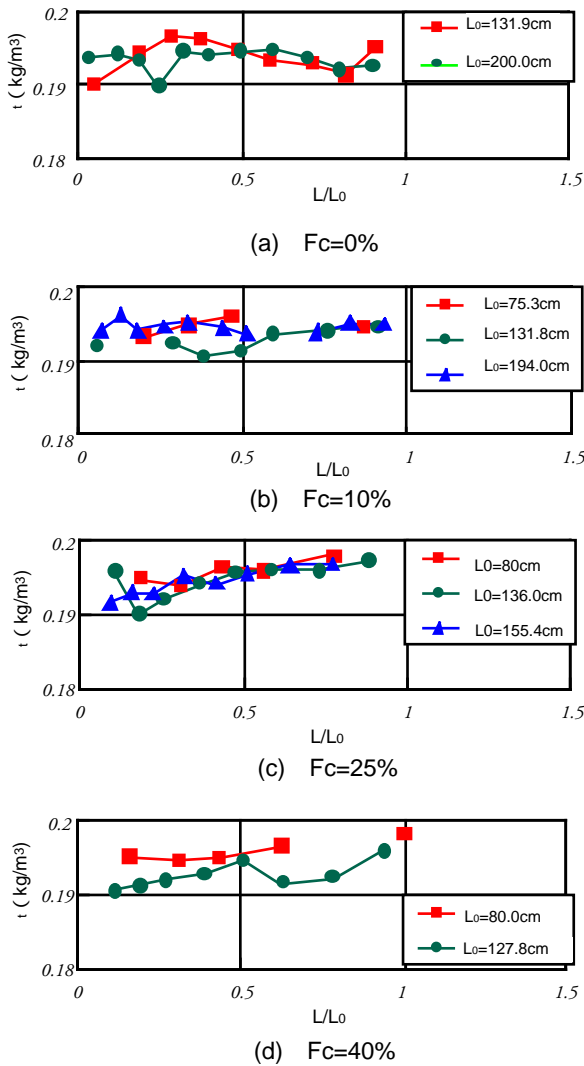 0.2
L₀=131.9cm
L₀=200.0cm
t ( kg/m³)
0.19
0.18
0 0.5 1 1.5
L/L₀
(a) Fc=0%
0.2
L₀=75.3cm
L₀=131.8cm
L₀=194.0cm
t ( kg/m³)
0.19
0.18
0 0.5 1 1.5
L/L₀
(b) Fc=10%
0.2
L0=80cm
L0=136.0cm
L0=155.4cm
t ( kg/m³)
0.19
0.18
0 0.5 1 1.5
L/L₀
(c) Fc=25%
0.2
t ( kg/m³)
0.19
L₀=80.0cm
L₀=127.8cm
0.18
0 0.5 1 1.5
L/L₀
(d) Fc=40%